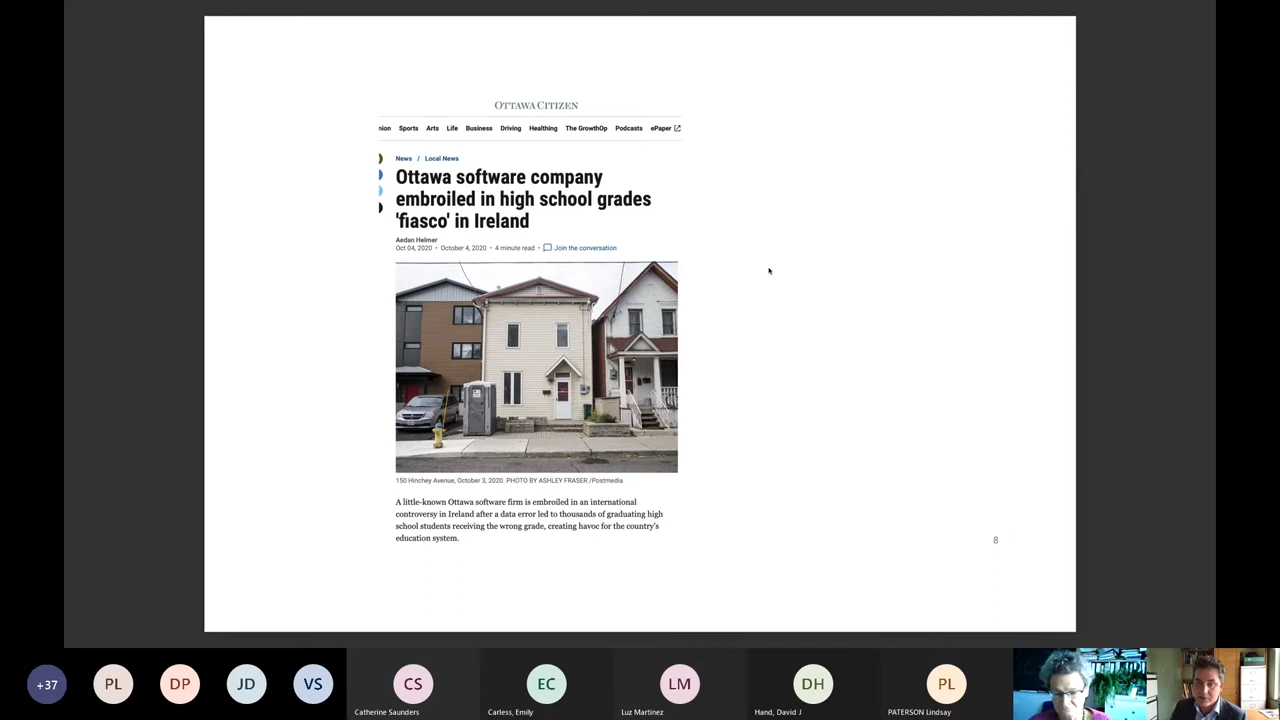 OTTAWA CITIZEN
nion Sports Arts Life Business Driving Healthing The GrowthOp Podcasts ePaper
News / Local News
Ottawa software company
embroiled in high school grades
'fiasco' in Ireland
Aedan Helmer
Oct 04, 2020 • October 4, 2020 • 4 minute read • Join the conversation
150 Hinchey Avenue, October 3, 2020. PHOTO BY ASHLEY FRASER /Postmedia
A little-known Ottawa software firm is embroiled in an international
controversy in Ireland after a data error led to thousands of graduating high
school students receiving the wrong grade, creating havoc for the country's
education system.
8
+37 PL DP JD VS CS EC LM DH PL
Catherine Saunders Carless, Emily Luz Martinez Hand, David J PATERSON Lindsay